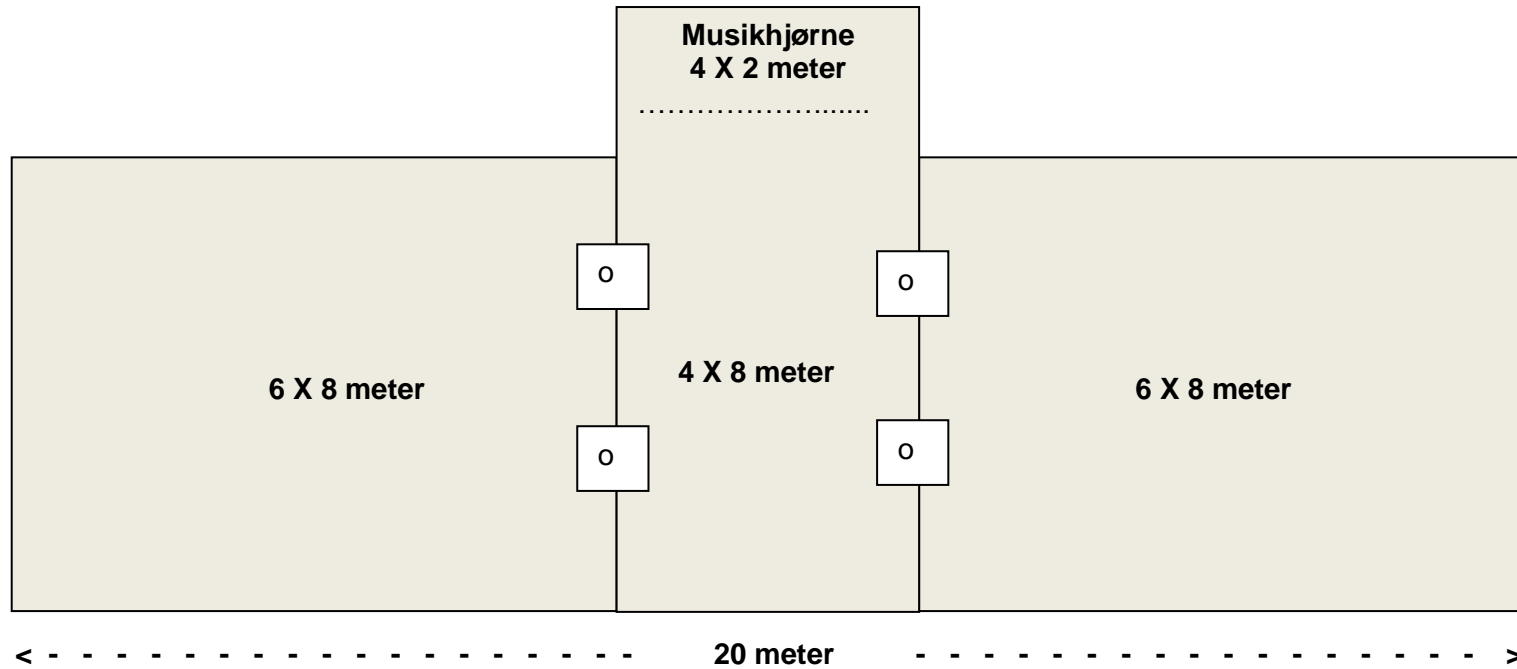 Musikhjørne
4 X 2 meter
.........................
o
o
o
o
6 X 8 meter
4 X 8 meter
6 X 8 meter
< - - - - - - - - - - - - - - - - - - 20 meter - - - - - - - - - - - - - - - - - - >